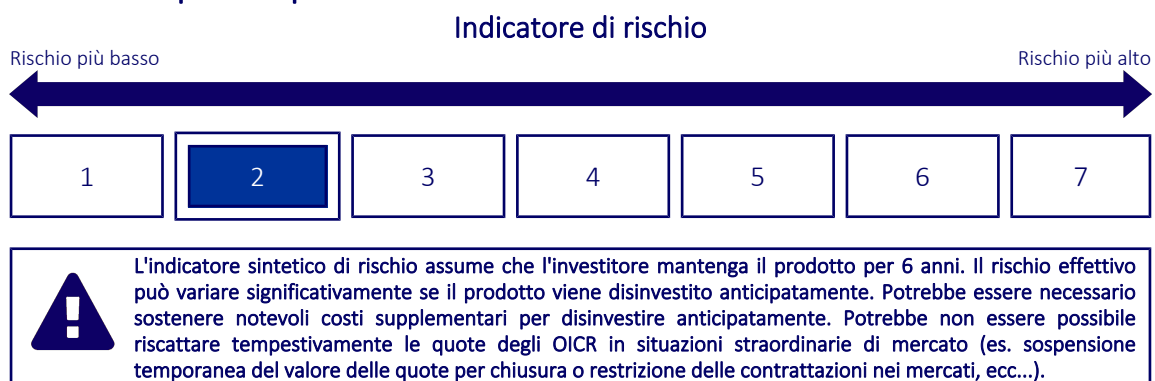 Indicatore di rischio
Rischio più basso
Rischio più alto
1
2
3
4
5
6
7
L'indicatore sintetico di rischio assume che l'investitore mantenga il prodotto per 6 anni. Il rischio effettivo
può variare significativamente se il prodotto viene disinvestito anticipatamente. Potrebbe essere necessario
sostenere notevoli costi supplementari per disinvestire anticipatamente. Potrebbe non essere possibile
riscattare tempestivamente le quote degli OICR in situazioni straordinarie di mercato (es. sospensione
temporanea del valore delle quote per chiusura o restrizione delle contrattazioni nei mercati, ecc...).